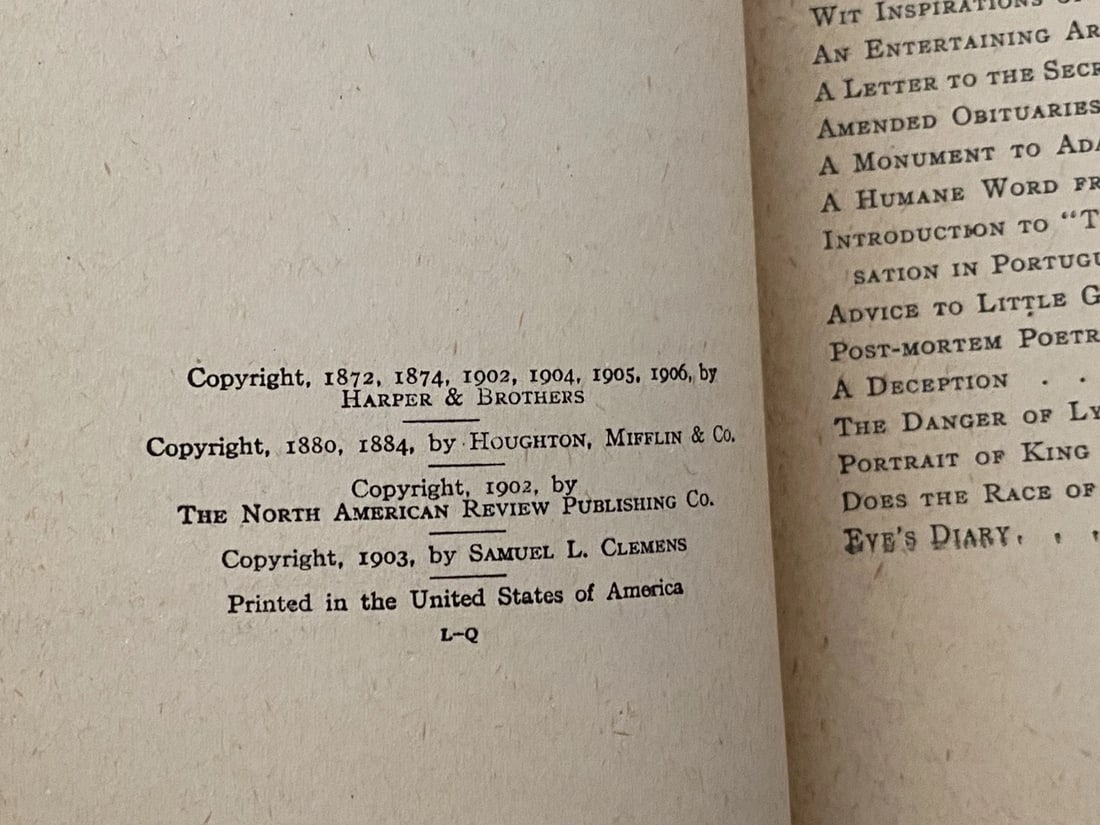 Copyright, 1872, 1874, 1902, 1904, 1905, 1906, by
HARPER & BROTHERS
Copyright, 1880, 1884, by HOUGHTON, MIFFLIN & Co.
Copyright, 1902, by
THE NORTH AMERICAN REVIEW PUBLISHING Co.
Copyright, 1903, by SAMUEL L. CLEMENS
Printed in the United States of America
L-Q
WIT INSPIRATIONS
AN ENTERTAINING AR
A LETTER TO THE SECR
AMENDED OBITUARIES
A MONUMENT TO ADA
A HUMANE WORD FR
INTRODUCTION TO "T
SATION IN PORTUGU
ADVICE TO LITTLE G
POST-MORTEM POETR
A DECEPTION . .
THE DANGER OF LY
PORTRAIT OF KING
DOES THE RACE OF
EVE'S DIARY. . .